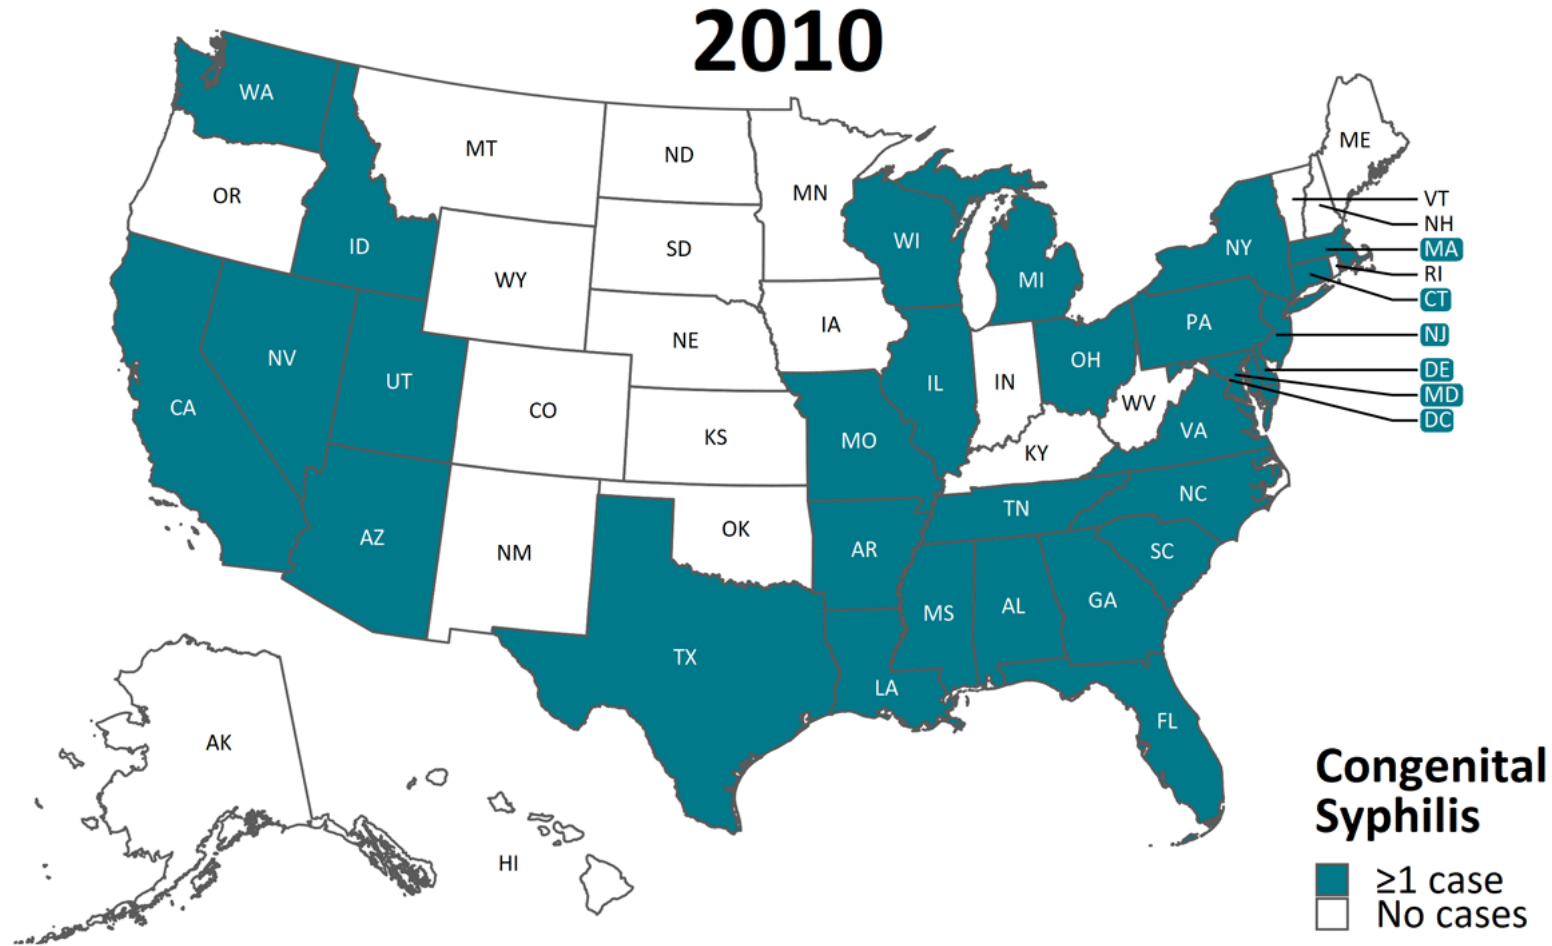 2010
WA
MT
ND
MN
ME
OR
ID
SD
WI
MI
NY
VT
NH
MA
RI
CT
WY
NE
IA
PA
NJ
NV
UT
CO
IL
IN
OH
DE
MD
DC
CA
KS
MO
WV
VA
KY
AZ
NM
OK
AR
TN
NC
SC
MS
AL
GA
TX
LA
FL
AK
HI
Congenital
Syphilis
≥1 case
No cases